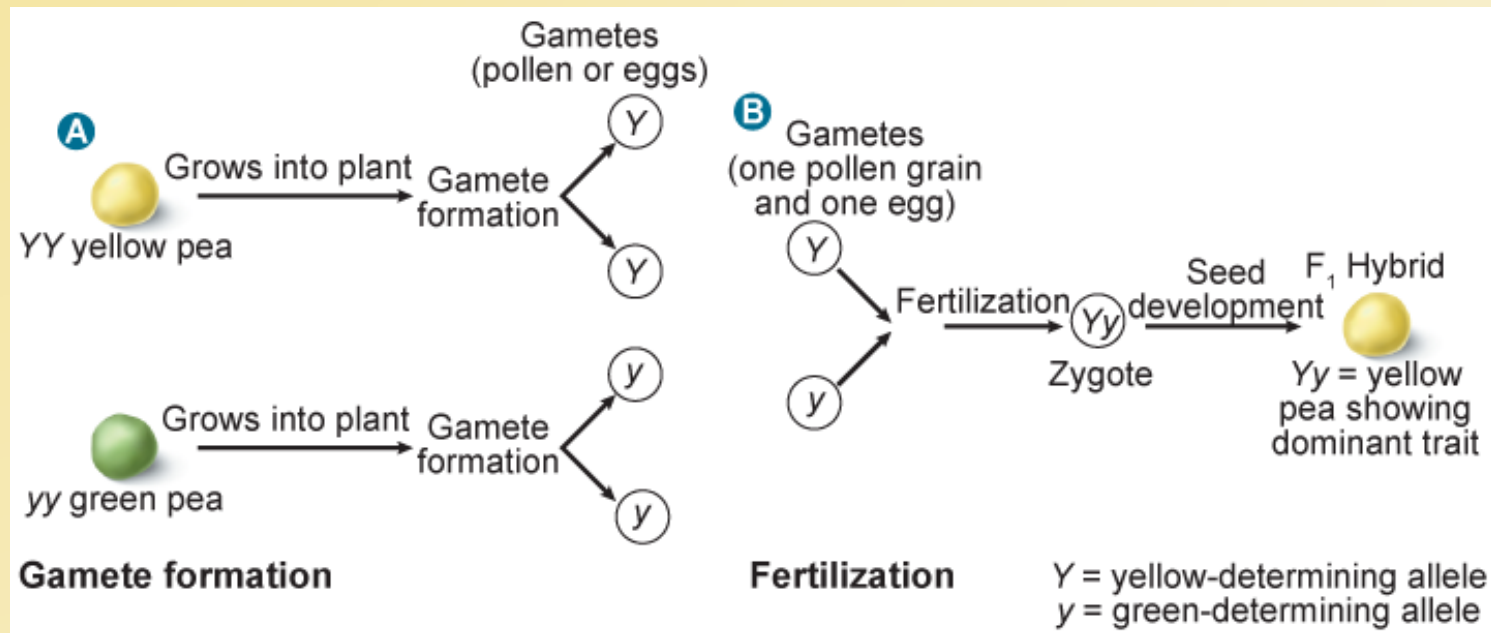 A
Gametes
(pollen or eggs)
Y
Grows into plant
Gamete
formation
YY yellow pea
Y
y
Grows into plant
Gamete
formation
yy green pea
y
Gamete formation
B
Gametes
(one pollen grain
and one egg)
Y
Fertilization
Yy
Zygote
y
Seed
development
F₁ Hybrid
Yy = yellow
pea showing
dominant trait
Fertilization
Y = yellow-determining allele
y = green-determining allele